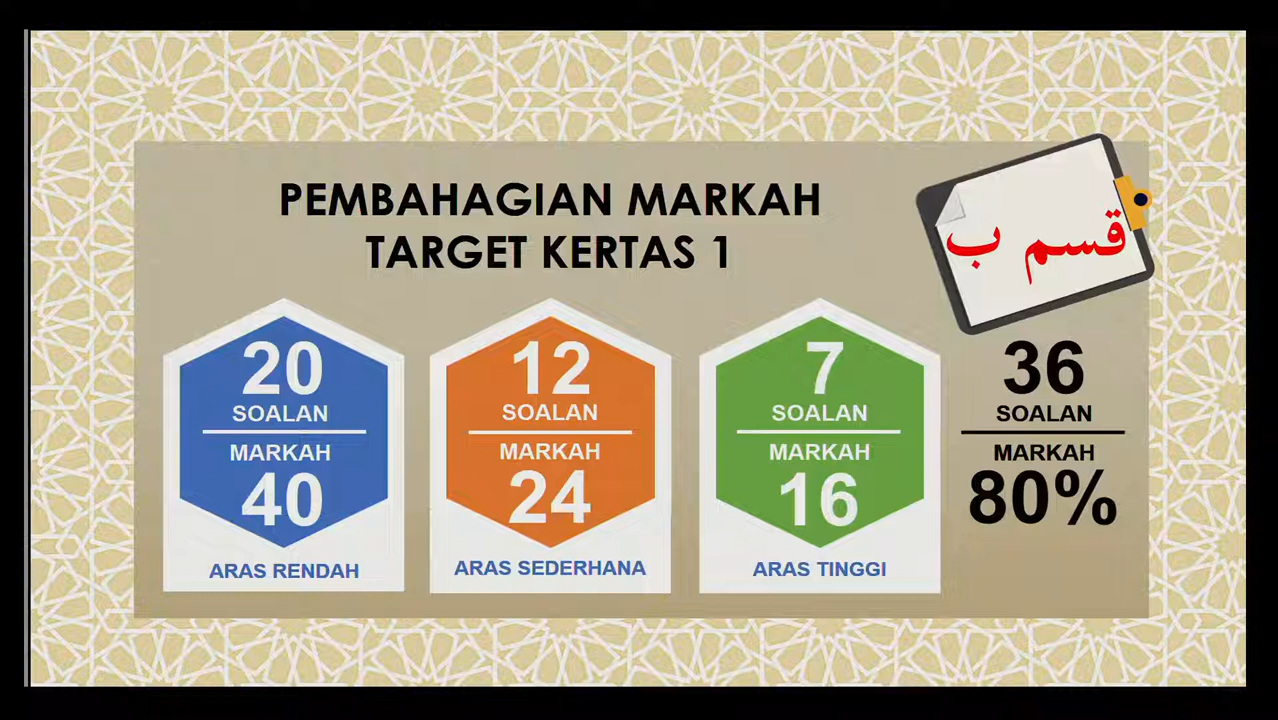 PEMBAHAGIAN MARKAH
TARGET KERTAS 1
قسم ب
20
SOALAN
MARKAH
40
ARAS RENDAH
12
SOALAN
MARKAH
24
ARAS SEDERHANA
7
SOALAN
MARKAH
16
ARAS TINGGI
36
SOALAN
MARKAH
80%